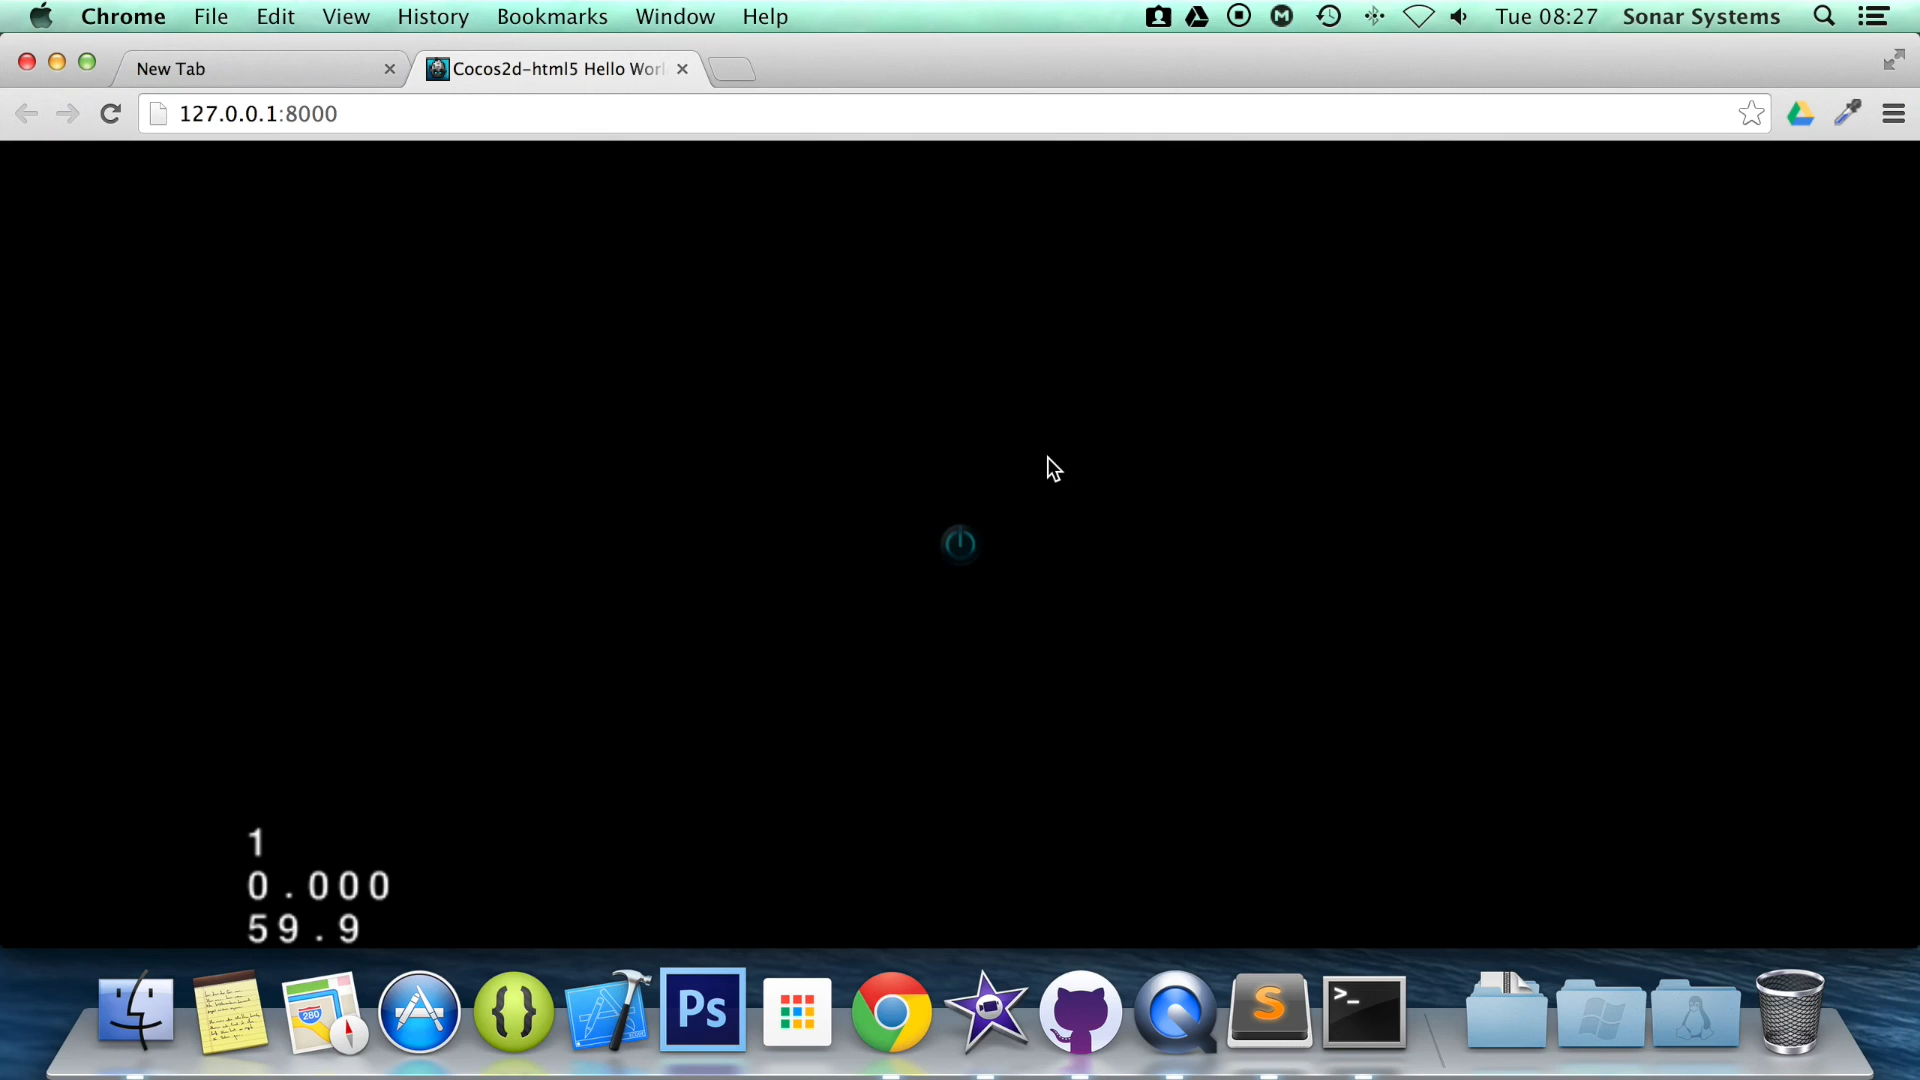 Chrome File Edit View History Bookmarks Window Help Tue 08:27 Sonar Systems
New Tab Cocos2d-html5 Hello Worl
127.0.0.1:8000
1
0.000
59.9
280 Ps S >_